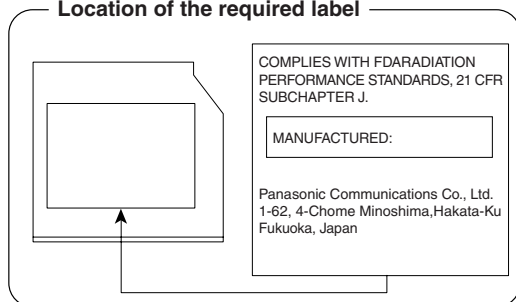 Location of the required label
COMPLIES WITH FDARADIATION
PERFORMANCE STANDARDS, 21 CFR
SUBCHAPTER J.
MANUFACTURED:
Panasonic Communications Co., Ltd.
1-62, 4-Chome Minoshima,Hakata-Ku
Fukuoka, Japan